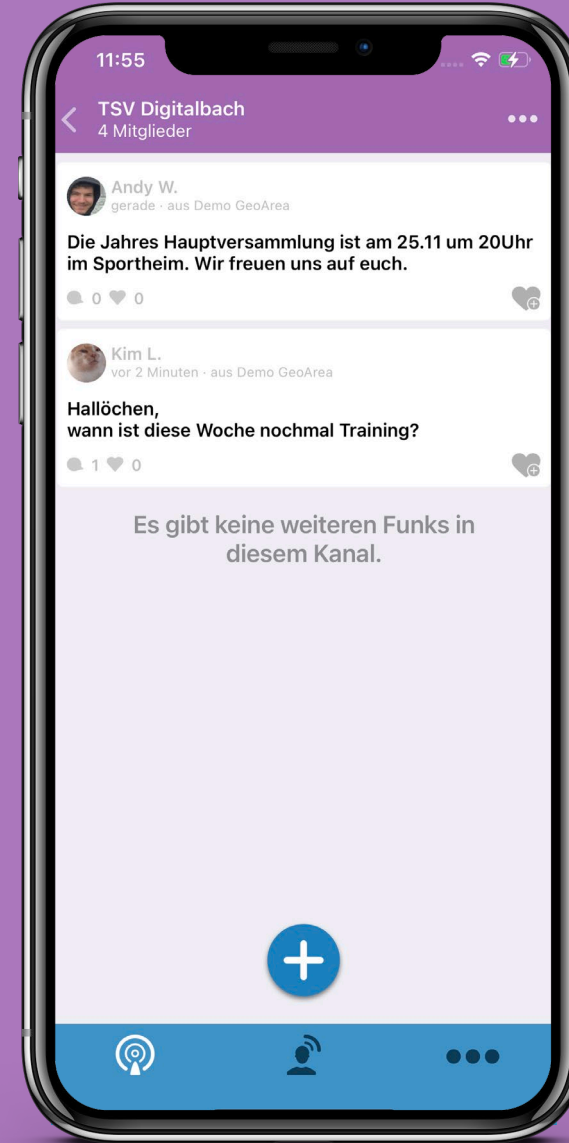 11:55
TSV Digitalbach
4 Mitglieder
Andy W.
gerade · aus Demo GeoArea
Die Jahres Hauptversammlung ist am 25.11 um 20Uhr
im Sportheim. Wir freuen uns auf euch.
0 0
Kim L.
vor 2 Minuten · aus Demo GeoArea
Hallöchen,
wann ist diese Woche nochmal Training?
1 0
Es gibt keine weiteren Funks in
diesem Kanal.